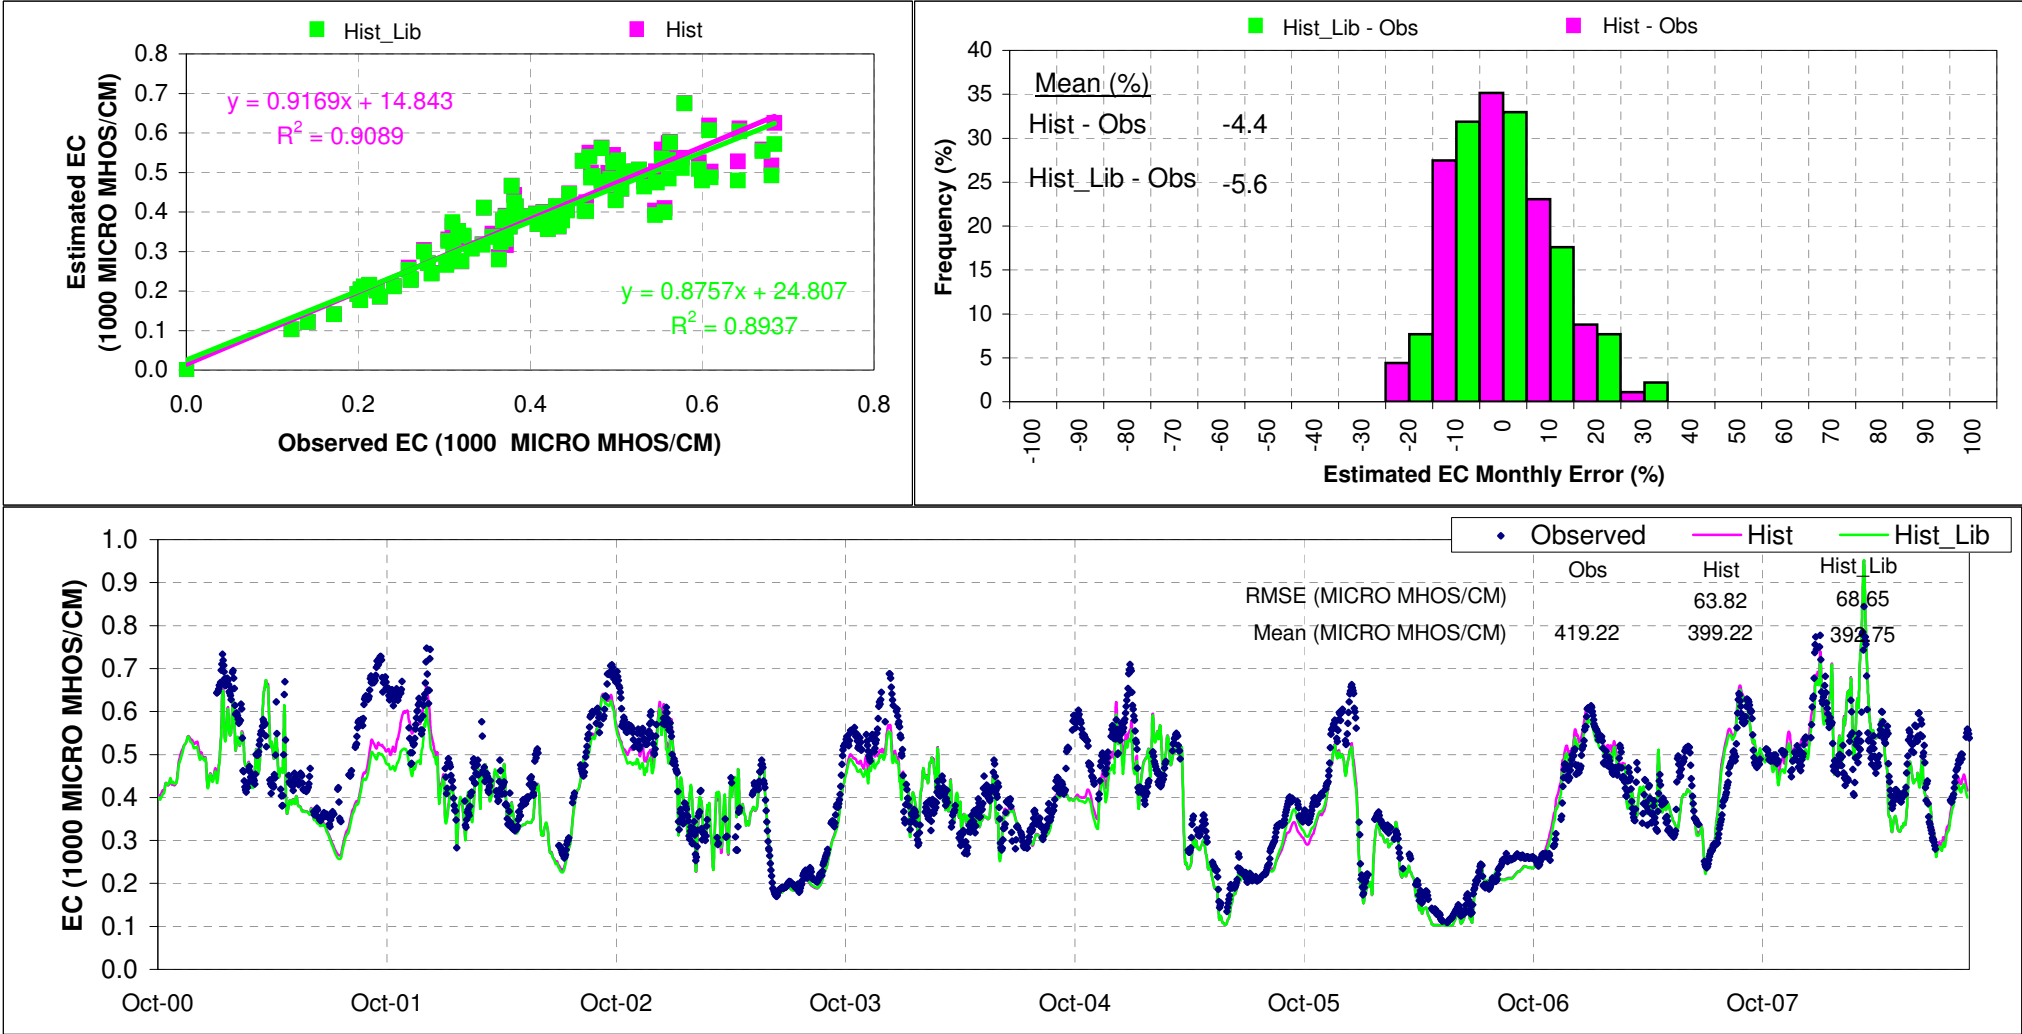 Hist_Lib Hist
0.8
0.7
0.6
0.5
0.4
0.3
0.2
0.1
0.0
Estimated EC
(1000 MICRO MHOS/CM)
y = 0.9169x + 14.843
R2 = 0.9089
y = 0.8757x + 24.807
R2 = 0.8937
0.0 0.2 0.4 0.6 0.8
Observed EC (1000 MICRO MHOS/CM)
Hist_Lib - Obs Hist - Obs
40
35
30
25
20
15
10
5
0
Frequency (%)
Mean (%)
Hist - Obs -4.4
Hist_Lib - Obs -5.6
-100 -90 -80 -70 -60 -50 -40 -30 -20 -10 0 10 20 30 40 50 60 70 80 90 100
Estimated EC Monthly Error (%)
Observed Hist Hist_Lib
Obs Hist Hist_Lib
RMSE (MICRO MHOS/CM) 63.82 68.65
Mean (MICRO MHOS/CM) 419.22 399.22 392.75
1.0
0.9
0.8
0.7
0.6
0.5
0.4
0.3
0.2
0.1
0.0
EC (1000 MICRO MHOS/CM)
Oct-00 Oct-01 Oct-02 Oct-03 Oct-04 Oct-05 Oct-06 Oct-07